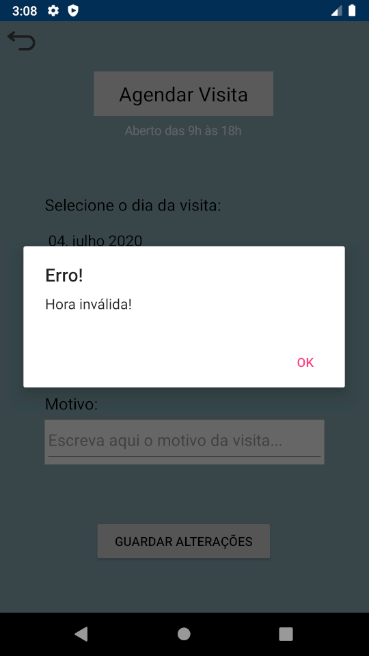 3:08
Agendar Visita
Aberto das 9h às 18h
Selecione o dia da visita:
04, julho 2020
Erro!
Hora inválida!
OK
Motivo:
Escreva aqui o motivo da visita...
GUARDAR ALTERAÇÕES